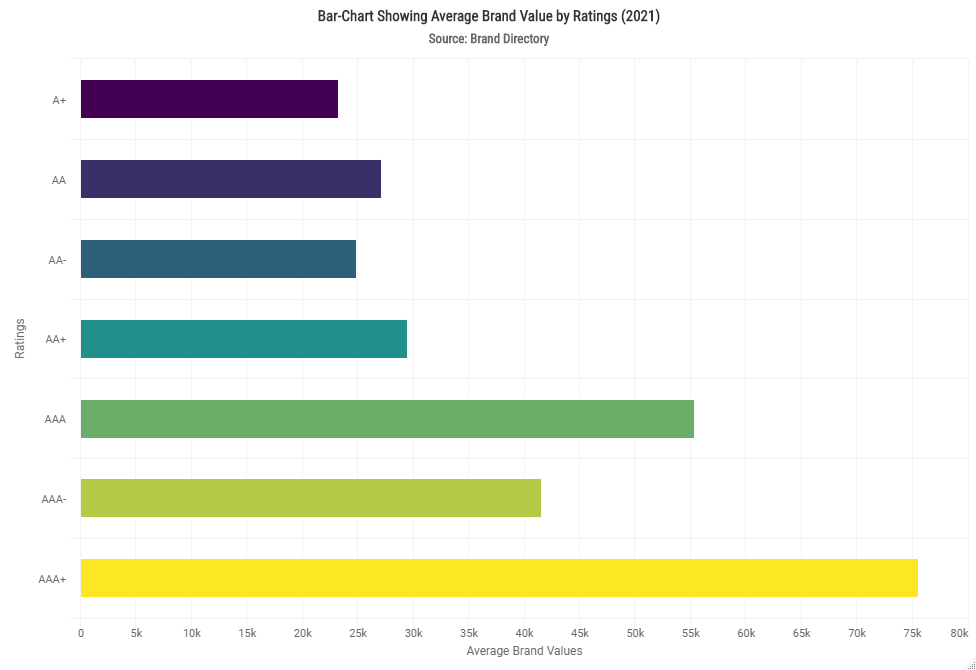 Bar-Chart Showing Average Brand Value by Ratings (2021)
Source: Brand Directory
A+
AA
AA-
AA+
AAA
AAA-
AAA+
Ratings
0 5k 10k 15k 20k 25k 30k 35k 40k 45k 50k 55k 60k 65k 70k 75k 80k
Average Brand Values